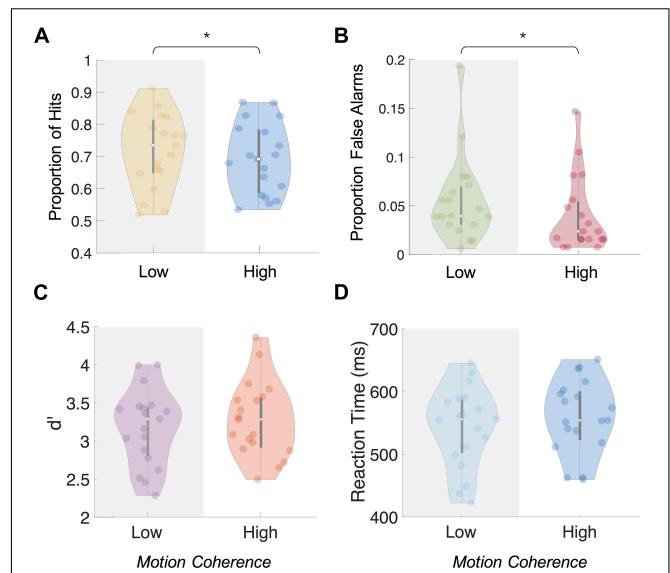 A
*
Proportion of Hits
1
0.9
0.8
0.7
0.6
0.5
0.4
Low
High
B
*
Proportion False Alarms
0.2
0.15
0.1
0.05
0
Low
High
C
d'
4.5
4
3.5
3
2.5
2
Low
High
Motion Coherence
D
Reaction Time (ms)
700
600
500
400
Low
High
Motion Coherence